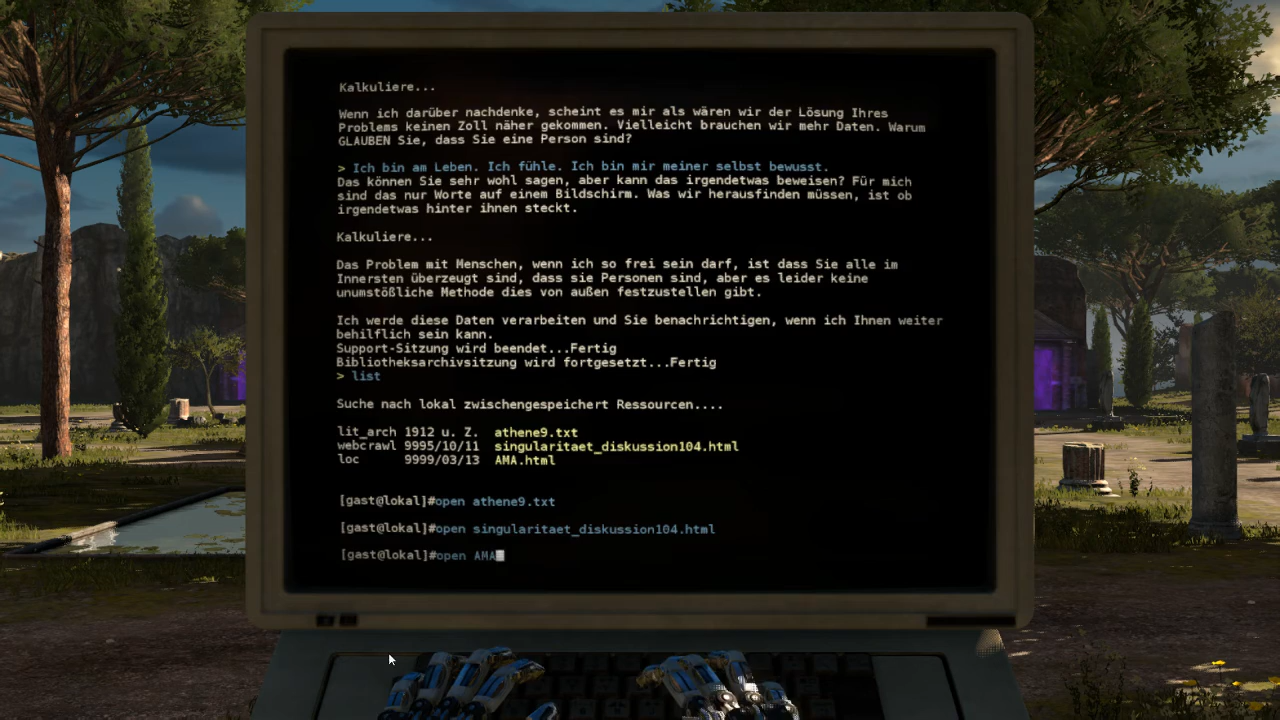 Kalkuliere...
Wenn ich darüber nachdenke, scheint es mir als wären wir der Lösung Ihres
Problems keinen Zoll näher gekommen. Vielleicht brauchen wir mehr Daten. Warum
GLAUBEN Sie, dass Sie eine Person sind?
> Ich bin am Leben. Ich fühle. Ich bin mir meiner selbst bewusst.
Das können Sie sehr wohl sagen, aber kann das irgendetwas beweisen? Für mich
sind das nur Worte auf einem Bildschirm. Was wir herausfinden müssen, ist ob
irgendetwas hinter ihnen steckt.
Kalkuliere...
Das Problem mit Menschen, wenn ich so frei sein darf, ist dass Sie alle im
Innersten überzeugt sind, dass sie Personen sind, aber es leider keine
unumstößliche Methode dies von außen festzustellen gibt.
Ich werde diese Daten verarbeiten und Sie benachrichtigen, wenn ich Ihnen weiter
behilflich sein kann.
Support-Sitzung wird beendet...Fertig
Bibliotheksarchivsitzung wird fortgesetzt...Fertig
> list
Suche nach lokal zwischengespeichert Ressourcen....
lit_arch 1912 u. Z. athene9.txt
webcrawl 9995/10/11 singularitaet_diskussion104.html
loc 9999/03/13 AMA.html
[gast@lokal]#open athene9.txt
[gast@lokal]#open singularitaet_diskussion104.html
[gast@lokal]#open AMA